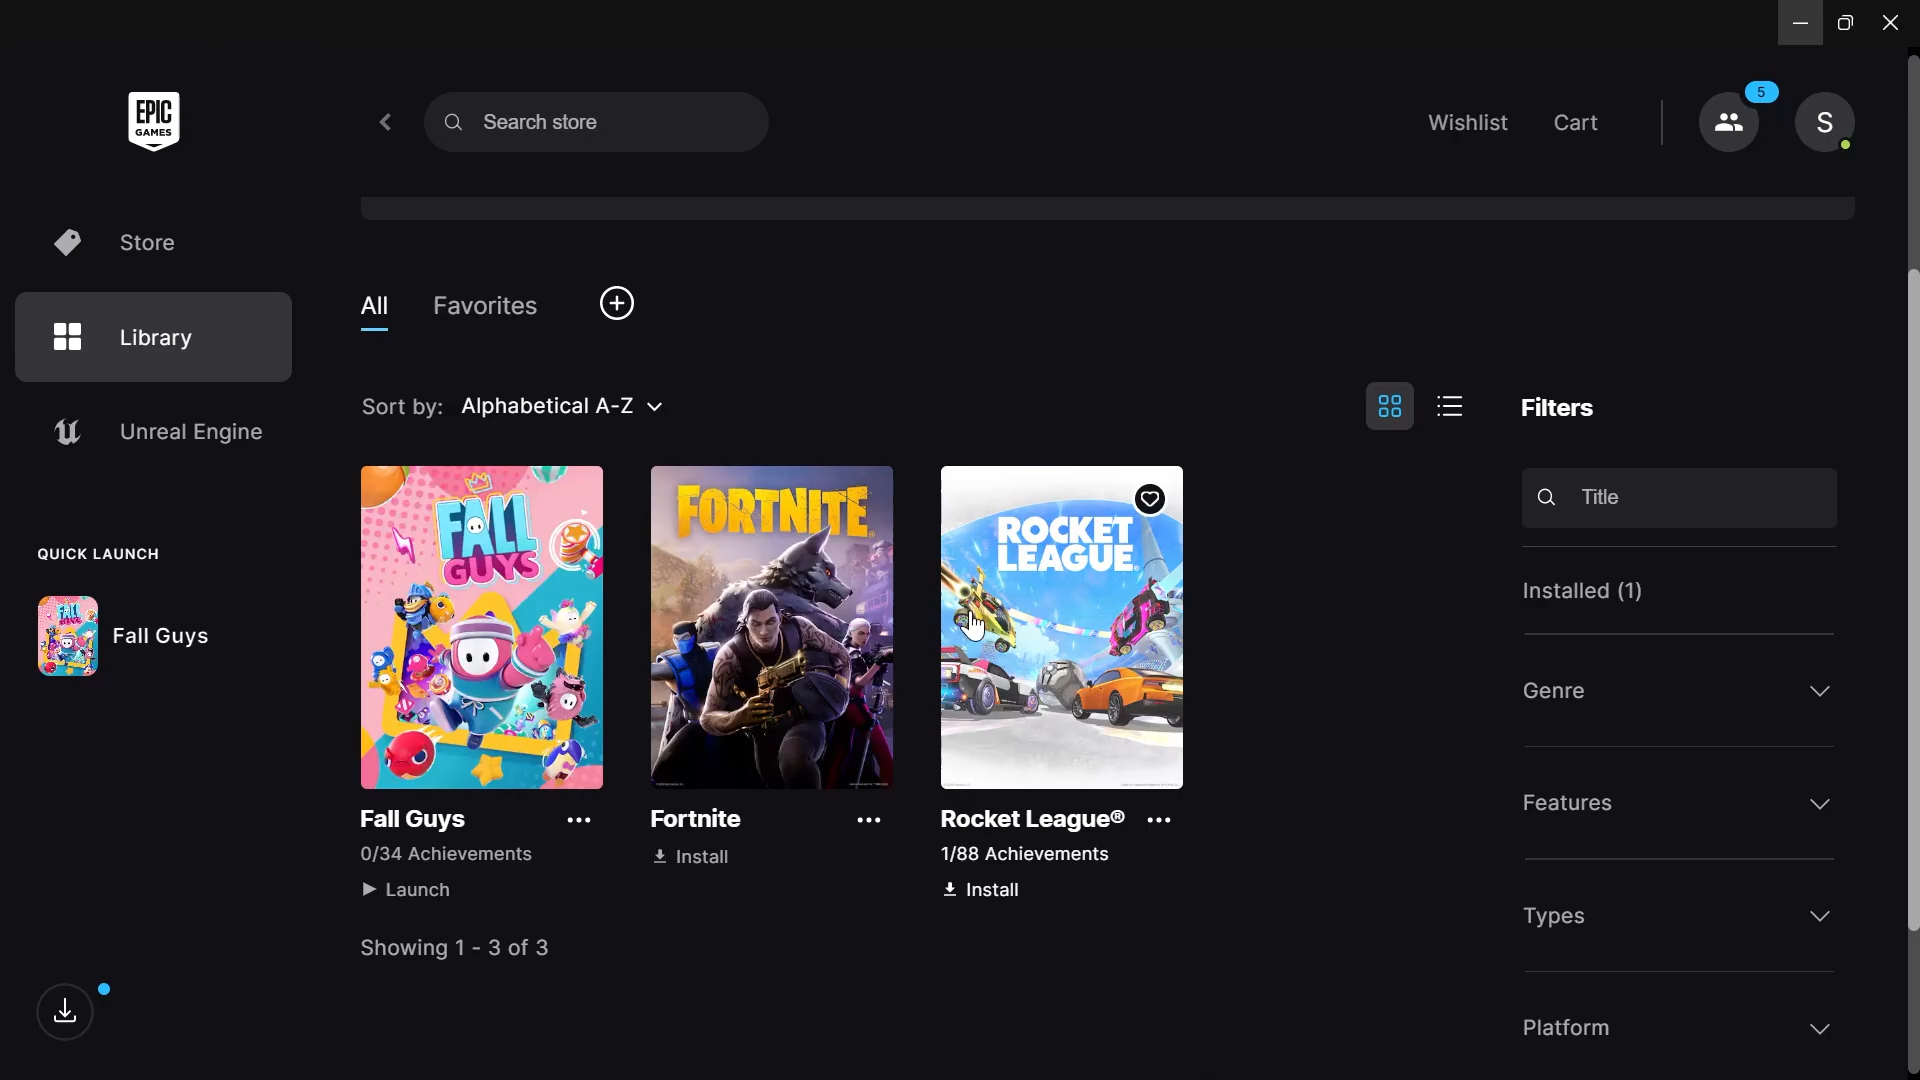 EPIC
GAMES
Search store
Wishlist
Cart
5
S
Store
Library
Unreal Engine
QUICK LAUNCH
Fall Guys
All
Favorites
Sort by: Alphabetical A-Z
FALL
GUYS
FORTNITE
ROCKET
LEAGUE®
Fall Guys
0/34 Achievements
Launch
Fortnite
Install
Rocket League®
1/88 Achievements
Install
Showing 1 - 3 of 3
Filters
Title
Installed (1)
Genre
Features
Types
Platform